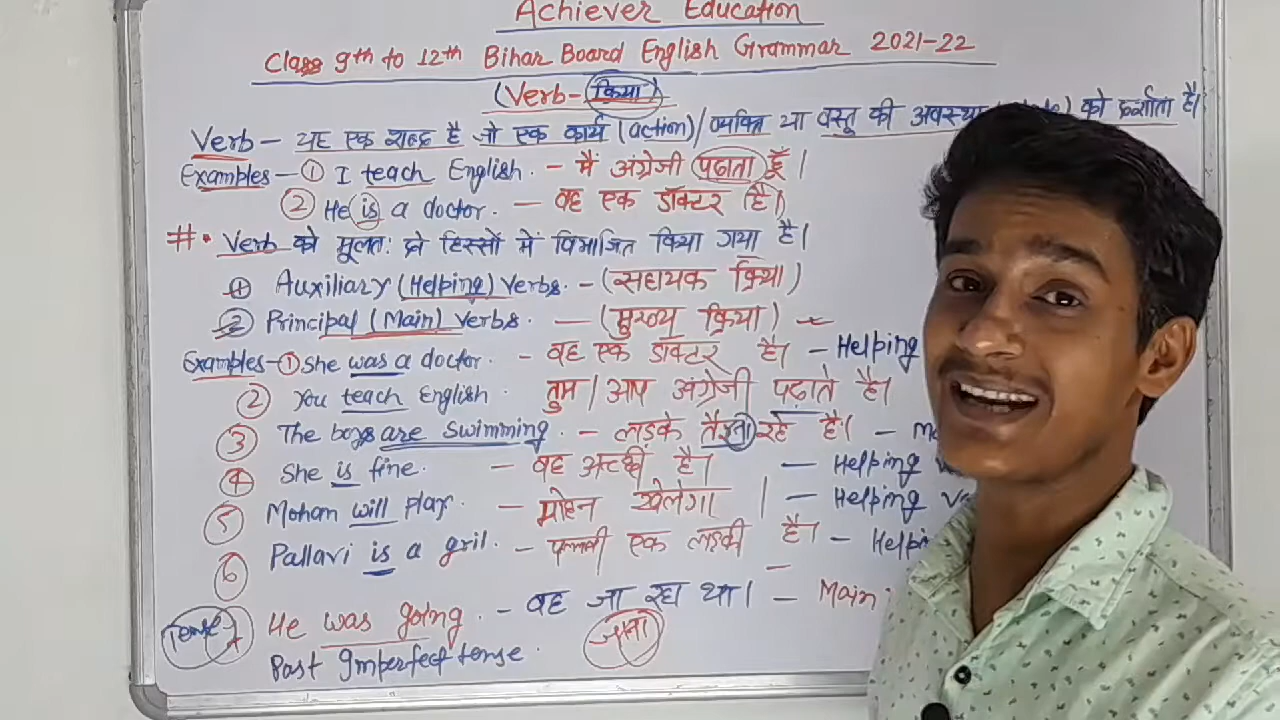 Achiever Education
Class 9th to 12th Bihar Board English Grammar 2021-22
(Verb- क्रिया)
Verb - यह एक शब्द है जो एक कार्य (action)/ व्यक्ति या वस्तु की अवस्था को दर्शाता है।
Examples - ① I teach English. - मैं अंग्रेजी पढ़ाता हूँ।
② He is a doctor. - वह एक डॉक्टर है।
#• Verb को मूलत: दो हिस्सों में विभाजित किया गया है।
① Auxiliary (Helping) Verbs. - (सहायक क्रिया)
② Principal (Main) Verbs. - (मुख्य क्रिया)
Examples - ① She was a doctor. - वह एक डॉक्टर है। - Helping
② You teach English. तुम / आप अंग्रेजी पढ़ाते है।
③ The boys are swimming. - लड़के तैरना रहे है। -
④ She is fine. - वह अच्छी है। - Helping
⑤ Mohan will play. - मोहन खेलेगा । - Helping
⑥ Pallavi is a gril. - पल्लवी एक लड़की है। -
Tense He was going. - वह जा रहा था। - Main
Past Imperfect tense. जाना